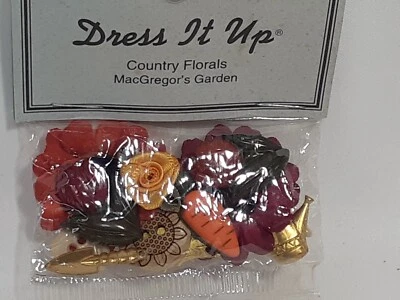 Dress It Up®
Country Florals
MacGregor's Garden